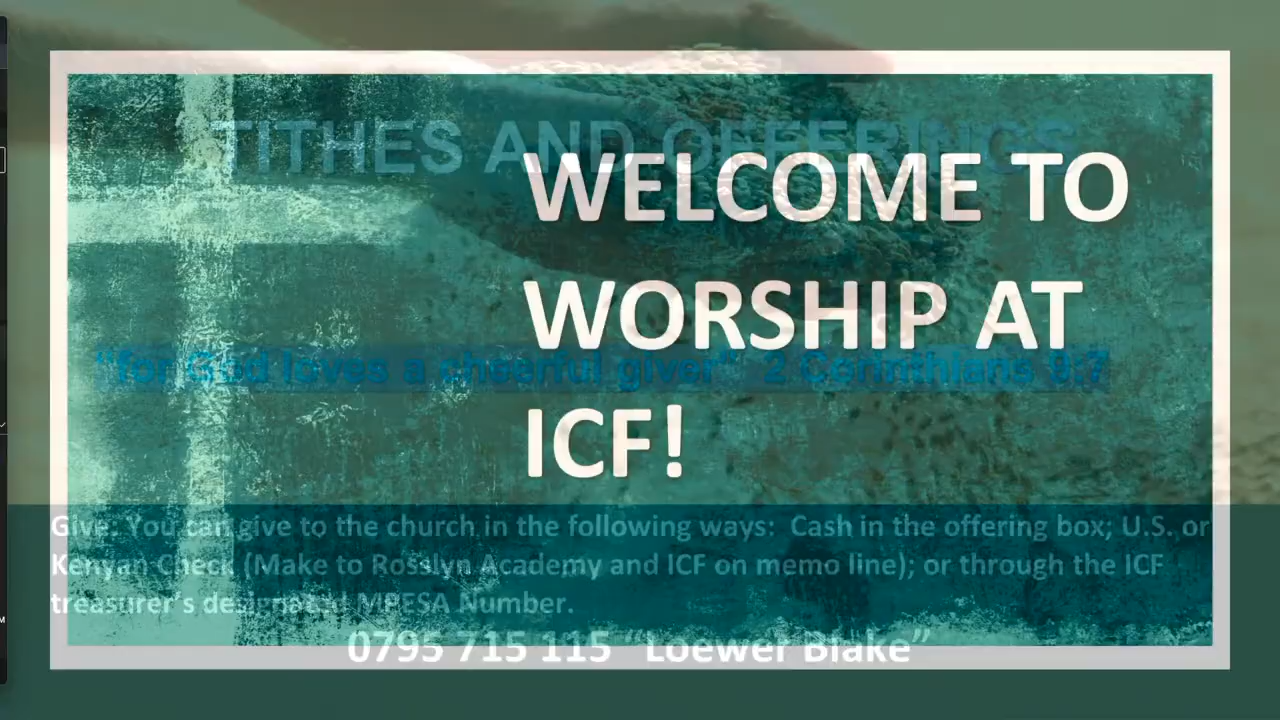 TITHES AND OFFERINGS
WELCOME TO
WORSHIP AT
"for God loves a cheerful giver" 2 Corinthians 9:7
ICF!
Give: You can give to the church in the following ways: Cash in the offering box; U.S. or
Kenyan Check (Make to Rosslyn Academy and ICF on memo line); or through the ICF
treasurer's designated MPESA Number.
0795 715 115 "Loewer Blake"